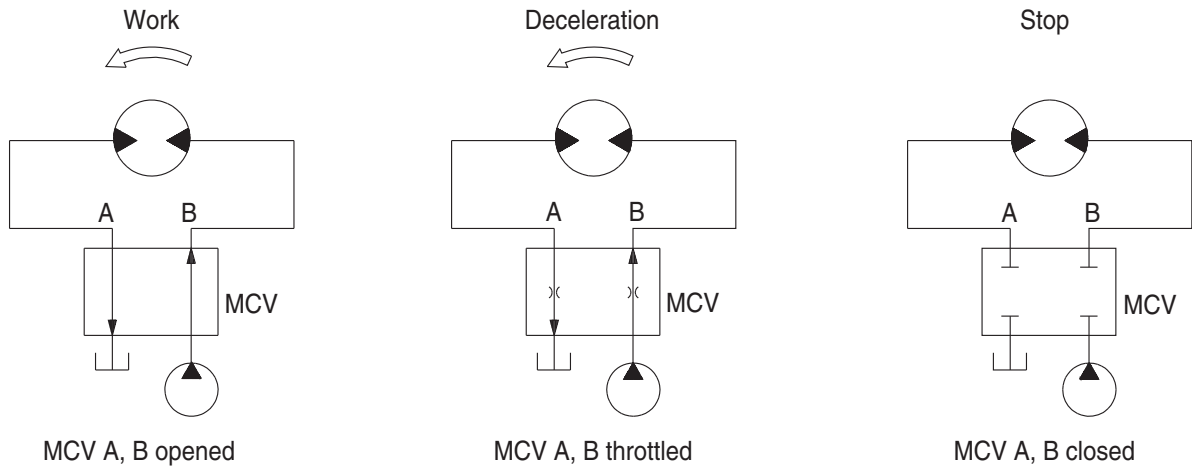 Work
A B
MCV
MCV A, B opened
Deceleration
A B
MCV
MCV A, B throttled
Stop
A B
MCV
MCV A, B closed